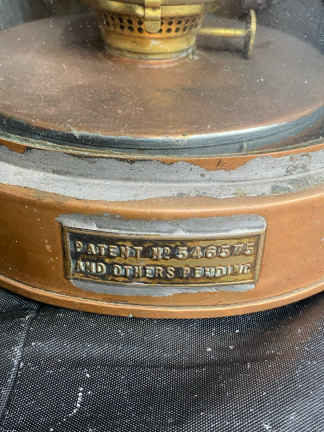 PATENT Nº 546575
AND OTHERS PENDING